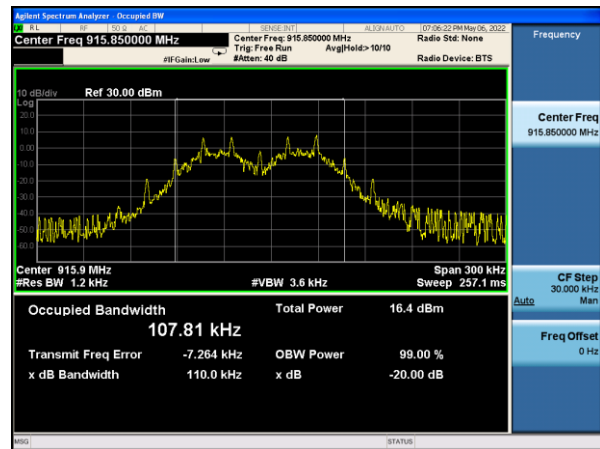 Agilent Spectrum Analyzer - Occupied BW
RL RF 50 Ω AC SENSE:INT ALIGNAUTO 07:06:22 PM May 06, 2022
Center Freq 915.850000 MHz
Center Freq: 915.850000 MHz Radio Std: None
Trig: Free Run Avg|Hold:>10/10
#IFGain:Low #Atten: 40 dB Radio Device: BTS
10 dB/div Ref 30.00 dBm
Log
20.0
10.0
0.00
-10.0
-20.0
-30.0
-40.0
-50.0
-60.0
Center 915.9 MHz Span 300 kHz
#Res BW 1.2 kHz #VBW 3.6 kHz Sweep 257.1 ms
Occupied Bandwidth Total Power 16.4 dBm
107.81 kHz
Transmit Freq Error -7.264 kHz OBW Power 99.00 %
x dB Bandwidth 110.0 kHz x dB -20.00 dB
MSG STATUS
Frequency
Center Freq
915.850000 MHz
CF Step
30.000 kHz
Auto Man
Freq Offset
0 Hz